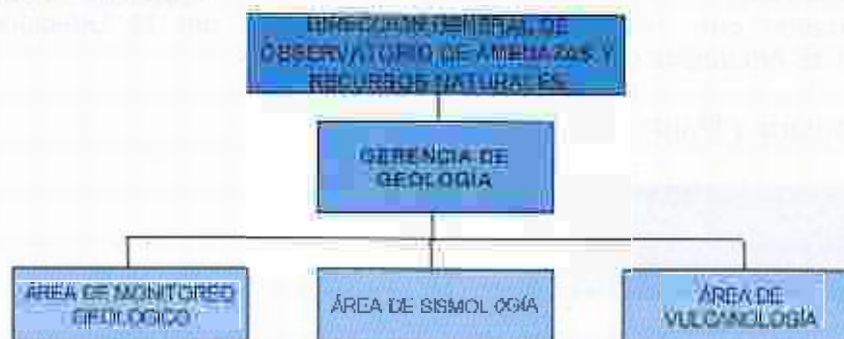 DIRECCIÓN GENERAL DE
OBSERVATORIO DE AMENAZAS Y
RECURSOS NATURALES
GERENCIA DE
GEOLOGÍA
ÁREA DE MONITOREO
GEOLÓGICO
ÁREA DE SISMOLOGÍA
ÁREA DE
VULCANOLOGÍA